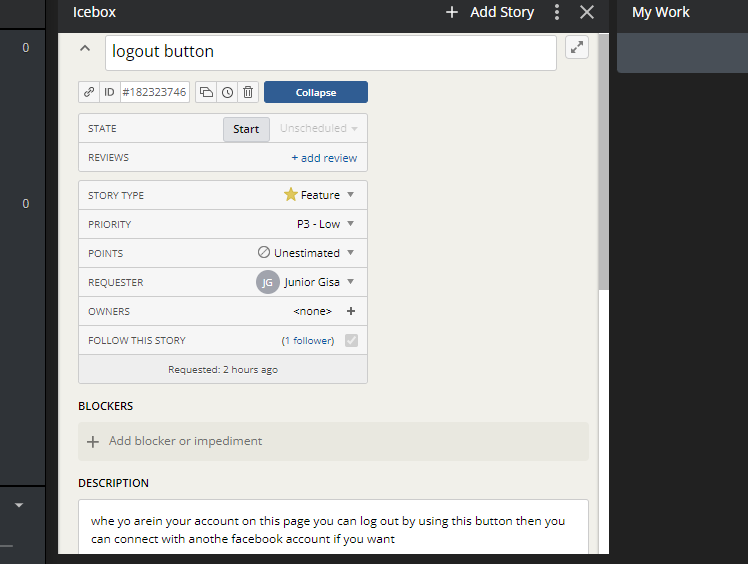 Icebox
+ Add Story
My Work
0
logout button
ID #182323746
Collapse
STATE Start Unscheduled
REVIEWS + add review
STORY TYPE Feature
PRIORITY P3 - Low
0
POINTS Unestimated
REQUESTER JG Junior Gisa
OWNERS <none> +
FOLLOW THIS STORY (1 follower)
Requested: 2 hours ago
BLOCKERS
+ Add blocker or impediment
DESCRIPTION
whe yo arein your account on this page you can log out by using this button then you
can connect with anothe facebook account if you want